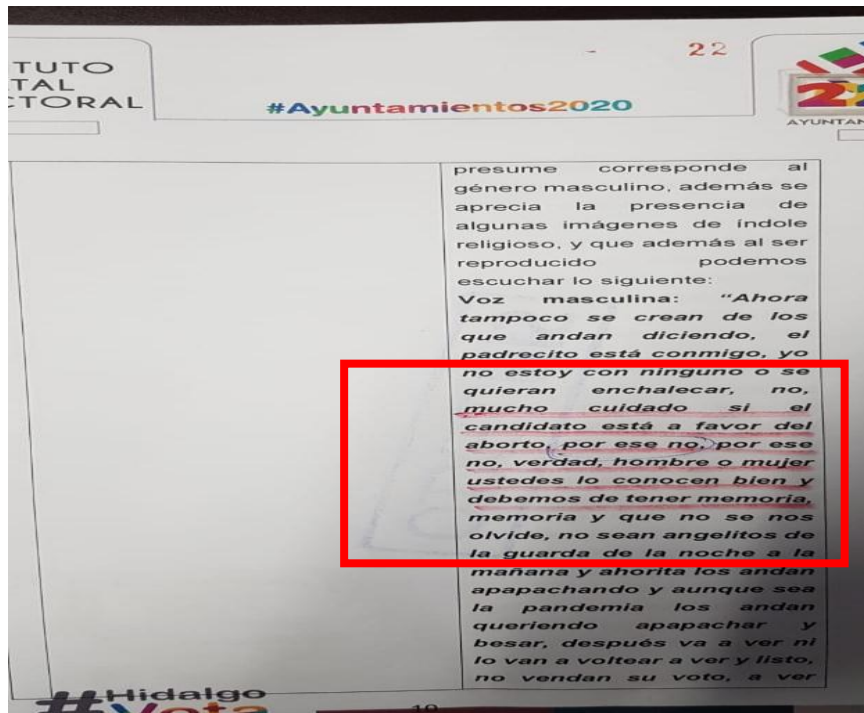 22
TUTO
TAL
CTORAL
#Ayuntamientos2020
AYUNTAM
presume corresponde al
género masculino, además se
aprecia la presencia de
algunas imágenes de índole
religioso, y que además al ser
reproducido podemos
escuchar lo siguiente:
Voz masculina: "Ahora
tampoco se crean de los
que andan diciendo, el
padrecito está conmigo, yo
no estoy con ninguno o se
quieran enchalecar, no,
mucho cuidado si el
candidato está a favor del
aborto, por ese no, por ese
no, verdad, hombre o mujer
ustedes lo conocen bien y
debemos de tener memoria,
memoria y que no se nos
olvide, no sean angelitos de
la guarda de la noche a la
mañana y ahorita los andan
apapachando y aunque sea
la pandemia los andan
queriendo apapachar y
besar, después va a ver ni
lo van a voltear a ver y listo,
no vendan su voto, a ver
#Hidalgo
Vota
19